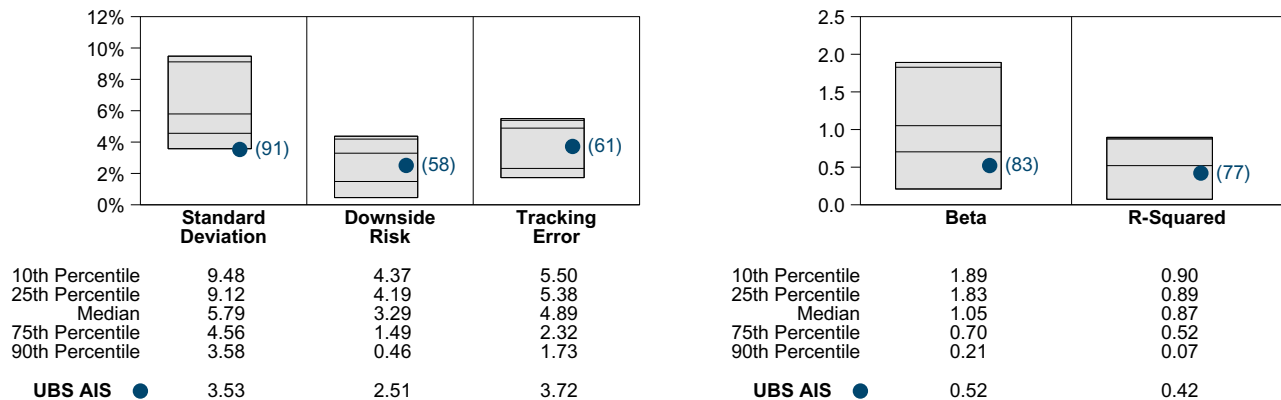 12%
10%
8%
6%
4%
2%
0%
(91)
(58)
(61)
Standard Deviation
Downside Risk
Tracking Error
10th Percentile 9.48 4.37 5.50
25th Percentile 9.12 4.19 5.38
Median 5.79 3.29 4.89
75th Percentile 4.56 1.49 2.32
90th Percentile 3.58 0.46 1.73
UBS AIS 3.53 2.51 3.72
2.5
2.0
1.5
1.0
0.5
0.0
(83)
(77)
Beta
R-Squared
10th Percentile 1.89 0.90
25th Percentile 1.83 0.89
Median 1.05 0.87
75th Percentile 0.70 0.52
90th Percentile 0.21 0.07
UBS AIS 0.52 0.42